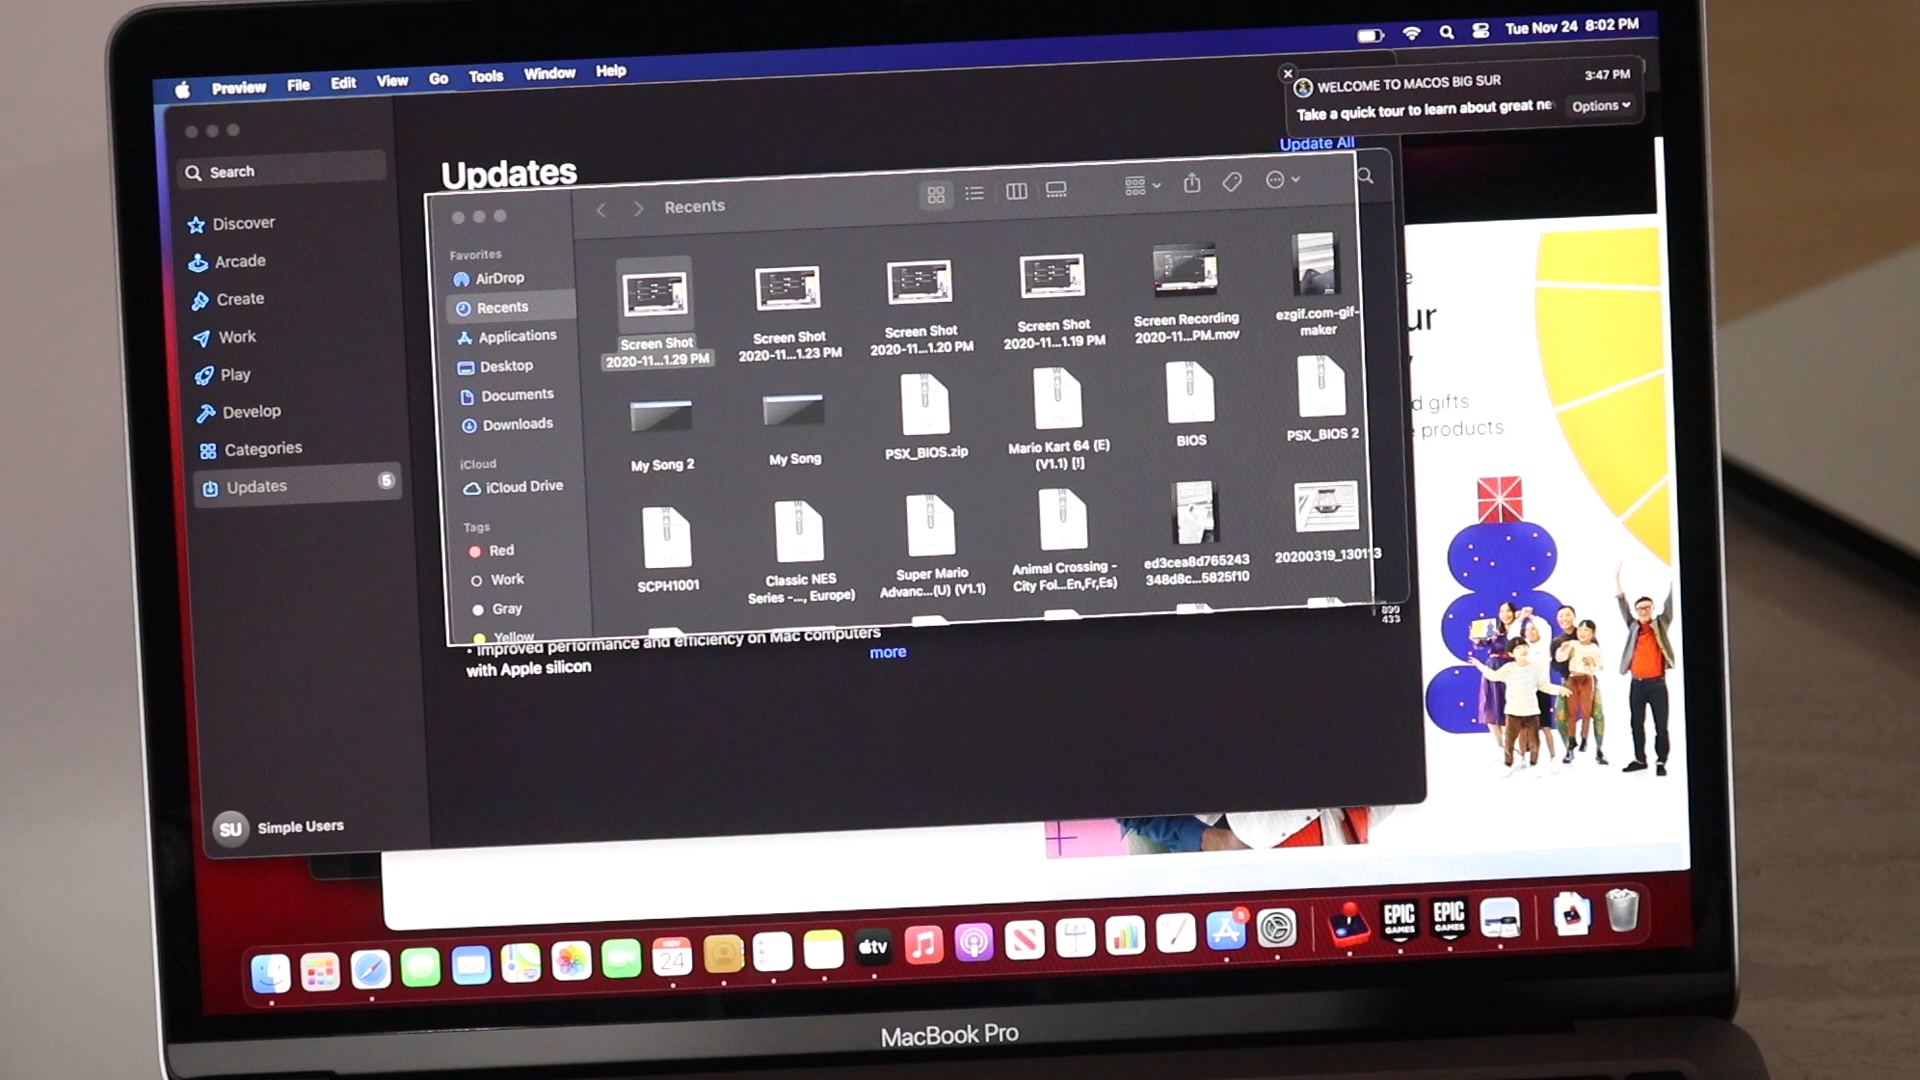 Preview File Edit View Go Tools Window Help
Tue Nov 24 8:02 PM
WELCOME TO MACOS BIG SUR
3:47 PM
Take a quick tour to learn about great
Options
Search
Discover
Arcade
Create
Work
Play
Develop
Categories
Updates
5
SU
Simple Users
Updates
Update All
Recents
Favorites
AirDrop
Recents
Applications
Desktop
Documents
Downloads
iCloud
iCloud Drive
Tags
Red
Work
Gray
Yellow
Screen Shot
2020-11...1.29 PM
Screen Shot
2020-11...1.23 PM
Screen Shot
2020-11...1.20 PM
Screen Shot
2020-11...1.19 PM
Screen Recording
2020-11...PM.mov
ezgif.com-gif-
maker
My Song 2
My Song
PSX_BIOS.zip
Mario Kart 64 (E)
(V1.1) [!]
BIOS
PSX_BIOS 2
SCPH1001
Classic NES
Series -..., Europe)
Super Mario
Advanc...(U) (V1.1)
Animal Crossing -
City Fol...En,Fr,Es)
ed3cea8d765243
348d8c...5825f10
20200319_130113
899
433
• Improved performance and efficiency on Mac computers
with Apple silicon
more
ur
d gifts
products.
NOV
24
tv
5
EPIC
GAMES
EPIC
GAMES
MacBook Pro